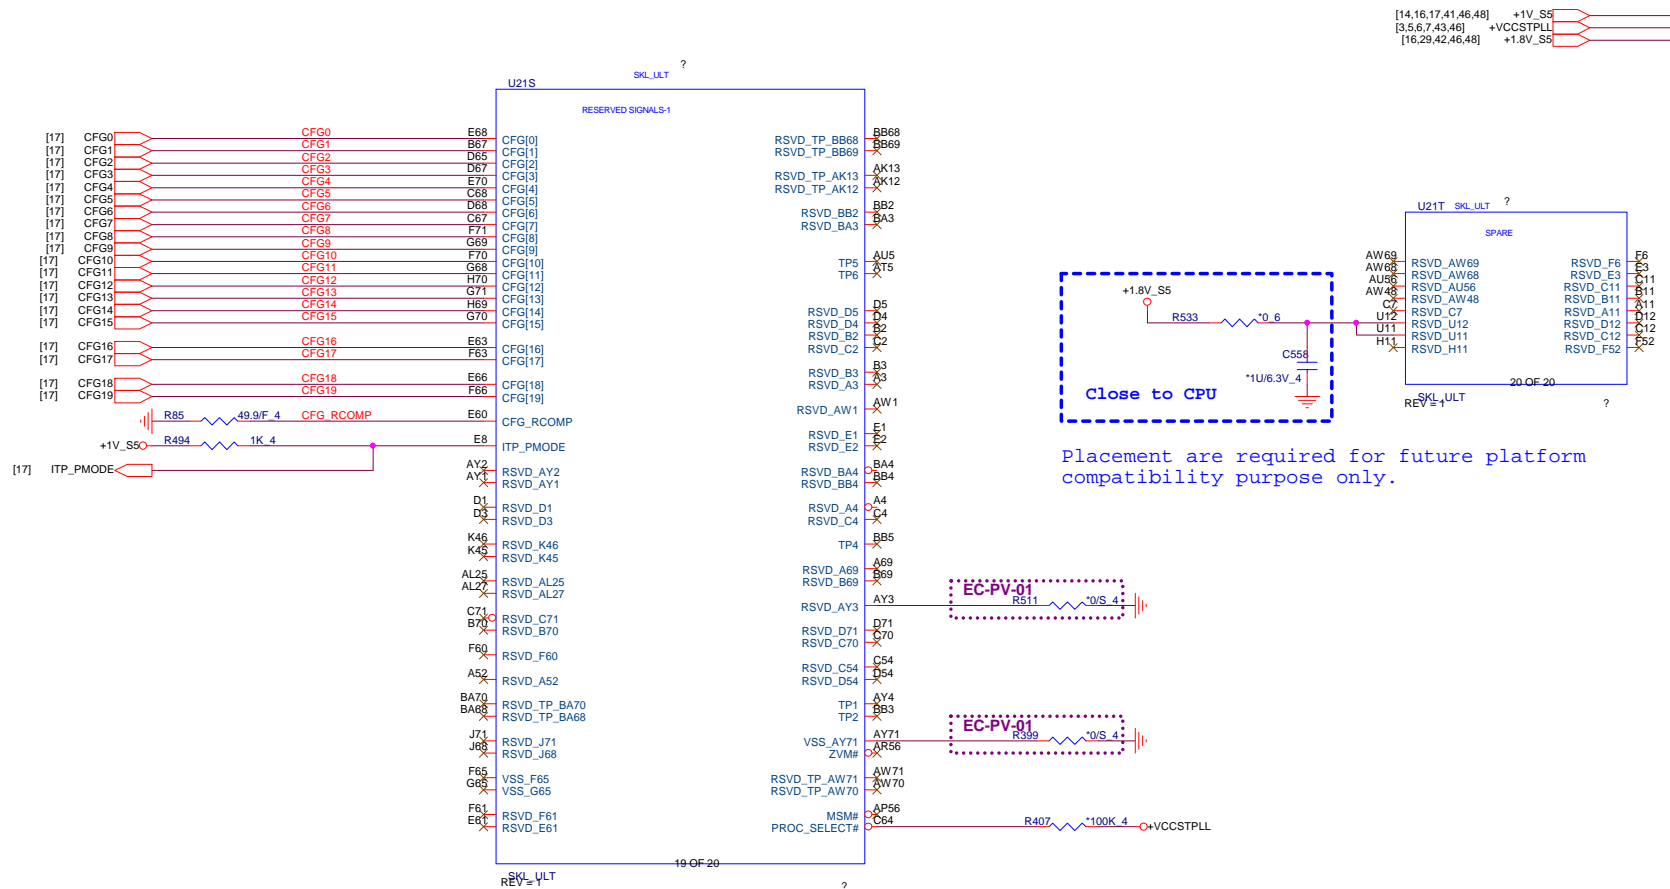 [14,16,17,41,46,48] +1V_S5
[3,5,6,7,43,46] +VCCSTPLL
[16,29,42,46,48] +1.8V_S5
?
SKL_ULT
U21S
RESERVED SIGNALS-1
[17] CFG0 CFG0 E68 CFG[0]
[17] CFG1 CFG1 B67 CFG[1]
[17] CFG2 CFG2 D65 CFG[2]
[17] CFG3 CFG3 D67 CFG[3]
[17] CFG4 CFG4 E70 CFG[4]
[17] CFG5 CFG5 C68 CFG[5]
[17] CFG6 CFG6 D68 CFG[6]
[17] CFG7 CFG7 C67 CFG[7]
[17] CFG8 CFG8 F71 CFG[8]
[17] CFG9 CFG9 G69 CFG[9]
[17] CFG10 CFG10 F70 CFG[10]
[17] CFG11 CFG11 G68 CFG[11]
[17] CFG12 CFG12 H70 CFG[12]
[17] CFG13 CFG13 G71 CFG[13]
[17] CFG14 CFG14 H69 CFG[14]
[17] CFG15 CFG15 G70 CFG[15]
[17] CFG16 CFG16 E63 CFG[16]
[17] CFG17 CFG17 F63 CFG[17]
[17] CFG18 CFG18 E66 CFG[18]
[17] CFG19 CFG19 F66 CFG[19]
R85 49.9/F_4 CFG_RCOMP E60 CFG_RCOMP
+1V_S5 R494 1K_4 E8 ITP_PMODE
[17] ITP_PMODE
AY2 RSVD_AY2
AY1 RSVD_AY1
D1 RSVD_D1
D3 RSVD_D3
K46 RSVD_K46
K45 RSVD_K45
AL25 RSVD_AL25
AL27 RSVD_AL27
C71 RSVD_C71
B70 RSVD_B70
F60 RSVD_F60
A52 RSVD_A52
BA70 RSVD_TP_BA70
BA68 RSVD_TP_BA68
J71 RSVD_J71
J68 RSVD_J68
F65 VSS_F65
G65 VSS_G65
F61 RSVD_F61
E61 RSVD_E61
RSVD_TP_BB68 BB68
RSVD_TP_BB69 BB69
RSVD_TP_AK13 AK13
RSVD_TP_AK12 AK12
RSVD_BB2 BB2
RSVD_BA3 BA3
TP5 AU5
TP6 AT5
RSVD_D5 D5
RSVD_D4 D4
RSVD_B2 B2
RSVD_C2 C2
RSVD_B3 B3
RSVD_A3 A3
RSVD_AW1 AW1
RSVD_E1 E1
RSVD_E2 E2
RSVD_BA4 BA4
RSVD_BB4 BB4
RSVD_A4 A4
RSVD_C4 C4
TP4 BB5
RSVD_A69 A69
RSVD_B69 B69
RSVD_AY3 AY3
EC-PV-01
R511 *0/S_4
RSVD_D71 D71
RSVD_C70 C70
RSVD_C54 C54
RSVD_D54 D54
TP1 AY4
TP2 BB3
EC-PV-01
VSS_AY71 AY71 R399 *0/S_4
ZVM# AR56
RSVD_TP_AW71 AW71
RSVD_TP_AW70 AW70
MSM# AP56
PROC_SELECT# C64 R407 *100K_4 +VCCSTPLL
19 OF 20
SKL_ULT
REV = 1
?
U21T SKL_ULT ?
SPARE
AW69 RSVD_AW69 RSVD_F6 F6
AW68 RSVD_AW68 RSVD_E3 E3
AU56 RSVD_AU56 RSVD_C11 C11
AW48 RSVD_AW48 RSVD_B11 B11
C7 RSVD_C7 RSVD_A11 A11
U12 RSVD_U12 RSVD_D12 D12
U11 RSVD_U11 RSVD_C12 C12
H11 RSVD_H11 RSVD_F52 F52
20 OF 20
SKL_ULT
REV = 1
?
+1.8V_S5
R533 *0_6
C558
*1U/6.3V_4
Close to CPU
Placement are required for future platform
compatibility purpose only.